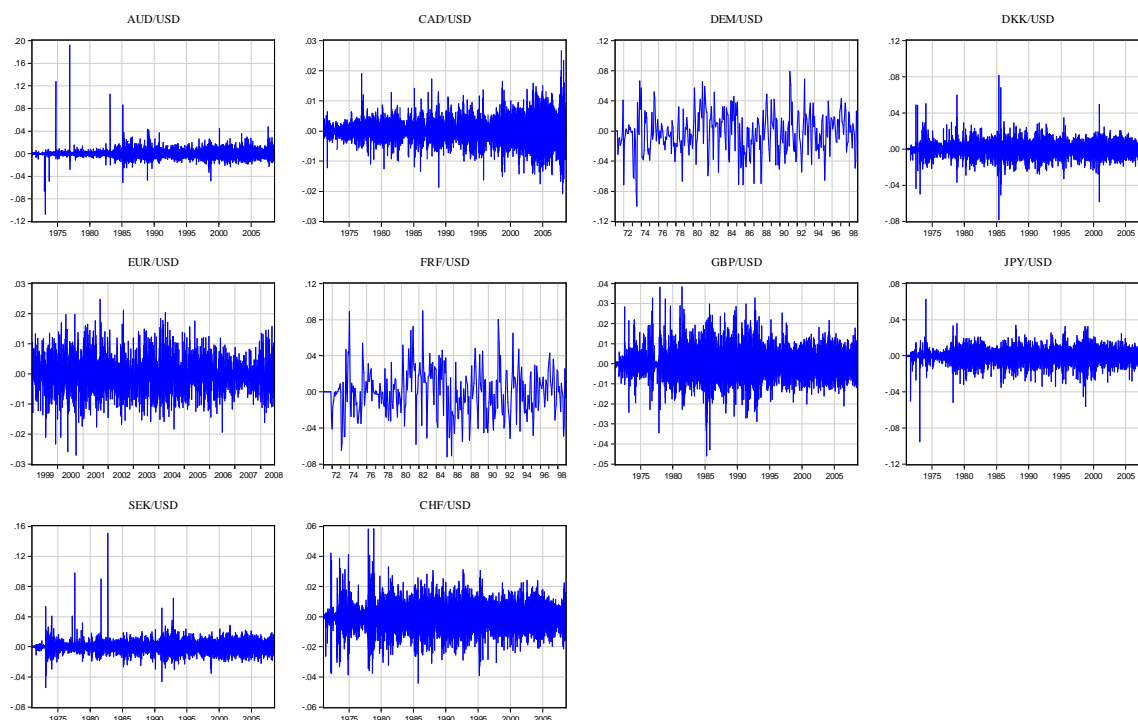 AUD/USD CAD/USD DEM/USD DKK/USD
.20 .03 .12 .12
.16 .02 .08 .08
.12 .01 .04 .04
.08 .00 .00 .00
.04 -.01 -.04 -.04
.00 -.02 -.08 -.08
-.04 -.03 -.12
-.08
-.12
1975 1980 1985 1990 1995 2000 2005
1975 1980 1985 1990 1995 2000 2005
72 74 76 78 80 82 84 86 88 90 92 94 96 98
1975 1980 1985 1990 1995 2000 2005
EUR/USD FRF/USD GBP/USD JPY/USD
.03 .12 .04 .08
.02 .08 .03 .04
.01 .04 .02 .00
.00 .00 .01 -.04
-.01 -.04 .00 -.08
-.02 -.08 -.01 -.12
-.03 -.02
-.03
-.04
-.05
1999 2000 2001 2002 2003 2004 2005 2006 2007 2008
72 74 76 78 80 82 84 86 88 90 92 94 96 98
1975 1980 1985 1990 1995 2000 2005
1975 1980 1985 1990 1995 2000 2005
SEK/USD CHF/USD
.16 .06
.12 .04
.08 .02
.04 .00
.00 -.02
-.04 -.04
-.08 -.06
1975 1980 1985 1990 1995 2000 2005
1975 1980 1985 1990 1995 2000 2005